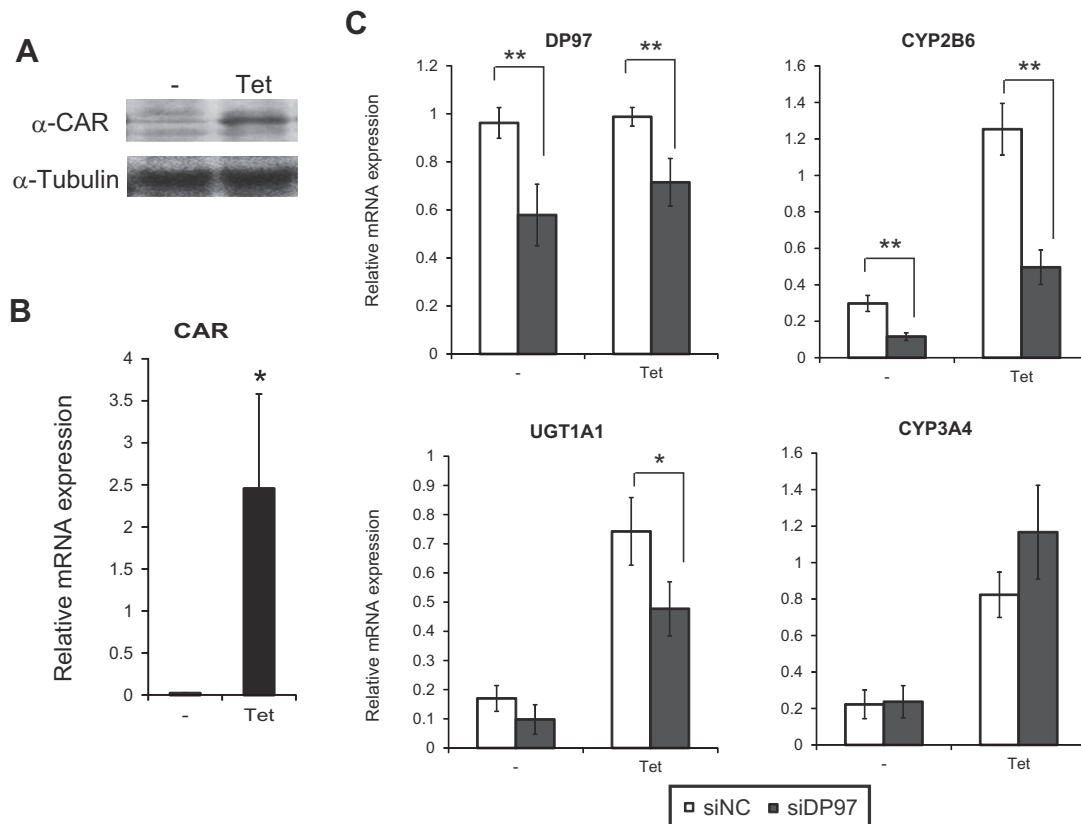 A
- Tet
α-CAR
α-Tubulin
B
CAR
Relative mRNA expression
4
3.5
3
2.5
2
1.5
1
0.5
0
*
- Tet
C
DP97
Relative mRNA expression
1.2
1
0.8
0.6
0.4
0.2
0
** **
- Tet
CYP2B6
1.6
1.4
1.2
1
0.8
0.6
0.4
0.2
0
** **
- Tet
UGT1A1
Relative mRNA expression
1
0.9
0.8
0.7
0.6
0.5
0.4
0.3
0.2
0.1
0
*
- Tet
CYP3A4
1.6
1.4
1.2
1
0.8
0.6
0.4
0.2
0
- Tet
siNC siDP97